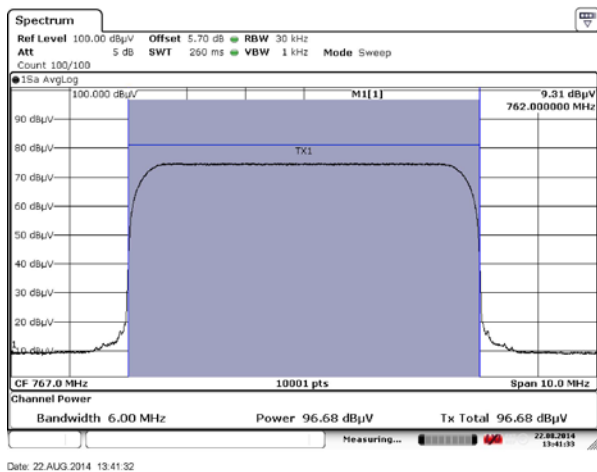 Spectrum
Ref Level 100.00 dBµV Offset 5.70 dB RBW 30 kHz
Att 5 dB SWT 260 ms VBW 1 kHz Mode Sweep
Count 100/100
1Sa AvgLog
100.000 dBµV M1[1] 9.31 dBµV
762.000000 MHz
90 dBµV
80 dBµV
TX1
70 dBµV
60 dBµV
50 dBµV
40 dBµV
30 dBµV
20 dBµV
1
10 dBµV
CF 767.0 MHz 10001 pts Span 10.0 MHz
Channel Power
Bandwidth 6.00 MHz Power 96.68 dBµV Tx Total 96.68 dBµV
Measuring... 22.08.2014
13:41:33
Date: 22.AUG.2014 13:41:32